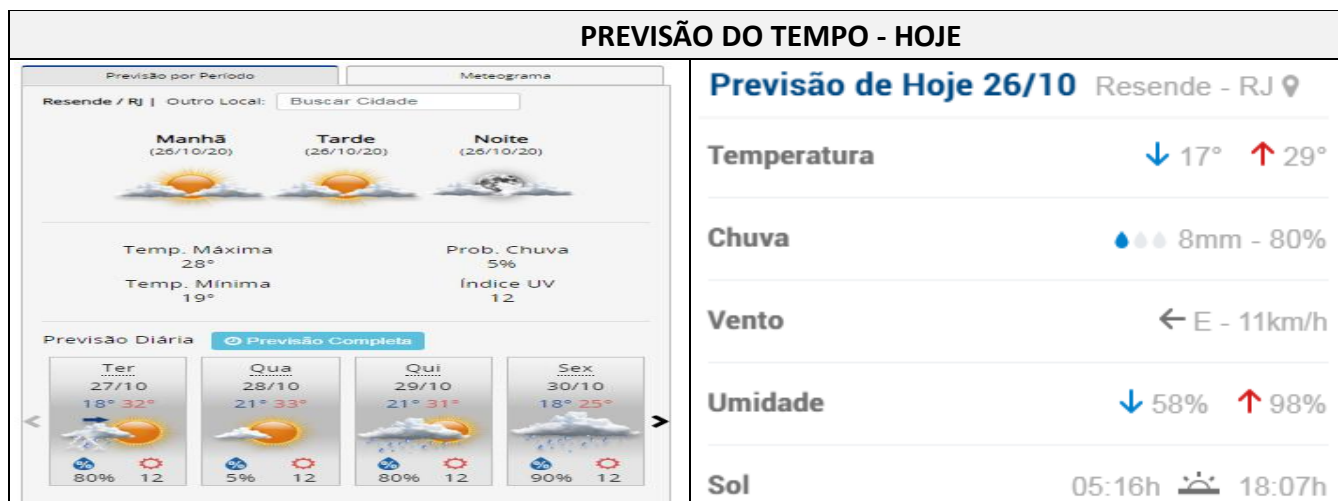 PREVISÃO DO TEMPO - HOJE
Previsão por Período
Meteograma
Resende / RJ | Outro Local: Buscar Cidade
Manhã Tarde Noite
(26/10/20) (26/10/20) (26/10/20)
Temp. Máxima Prob. Chuva
28° 5%
Temp. Mínima Índice UV
19° 12
Previsão Diária Previsão Completa
Ter Qua Qui Sex
27/10 28/10 29/10 30/10
18° 32° 21° 33° 21° 31° 18° 25°
% % % %
80% 12 5% 12 80% 12 90% 12
Previsão de Hoje 26/10 Resende - RJ
Temperatura ↓ 17° ↑ 29°
Chuva 8mm - 80%
Vento ← E - 11km/h
Umidade ↓ 58% ↑ 98%
Sol 05:16h 18:07h